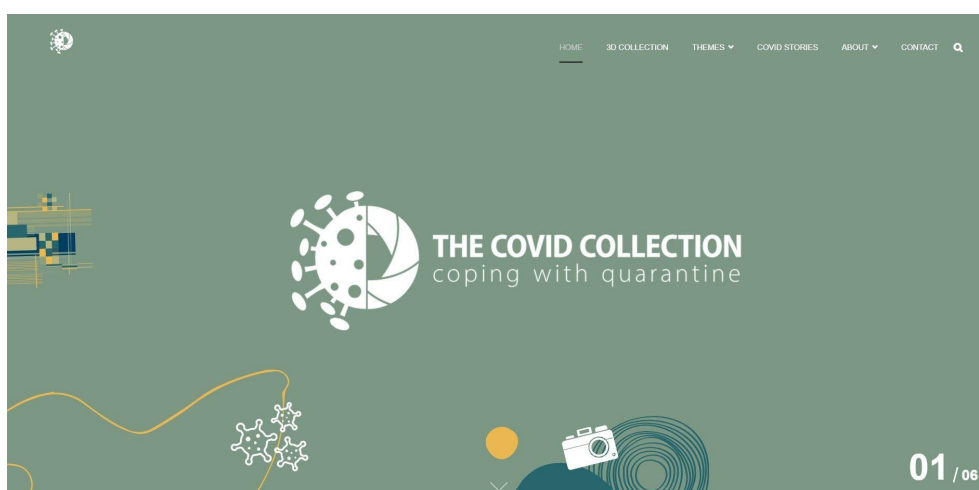 HOME 3D COLLECTION THEMES COVID STORIES ABOUT CONTACT
THE COVID COLLECTION
coping with quarantine
01 / 06